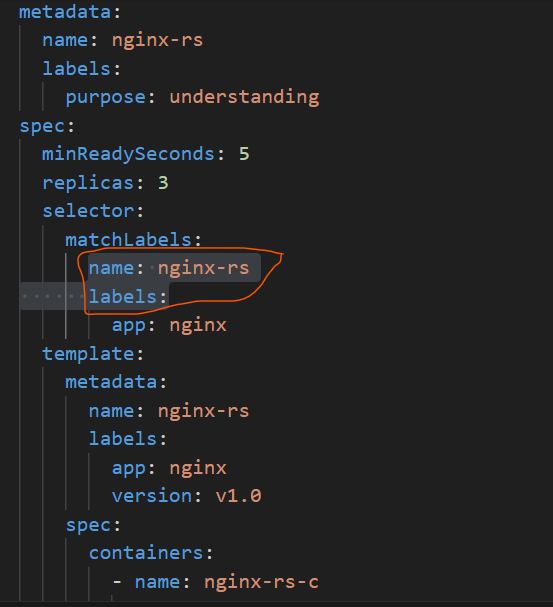 metadata:
  name: nginx-rs
  labels:
    purpose: understanding
spec:
  minReadySeconds: 5
  replicas: 3
  selector:
    matchLabels:
      name: nginx-rs
      labels:
        app: nginx
  template:
    metadata:
      name: nginx-rs
      labels:
        app: nginx
        version: v1.0
    spec:
      containers:
        - name: nginx-rs-c